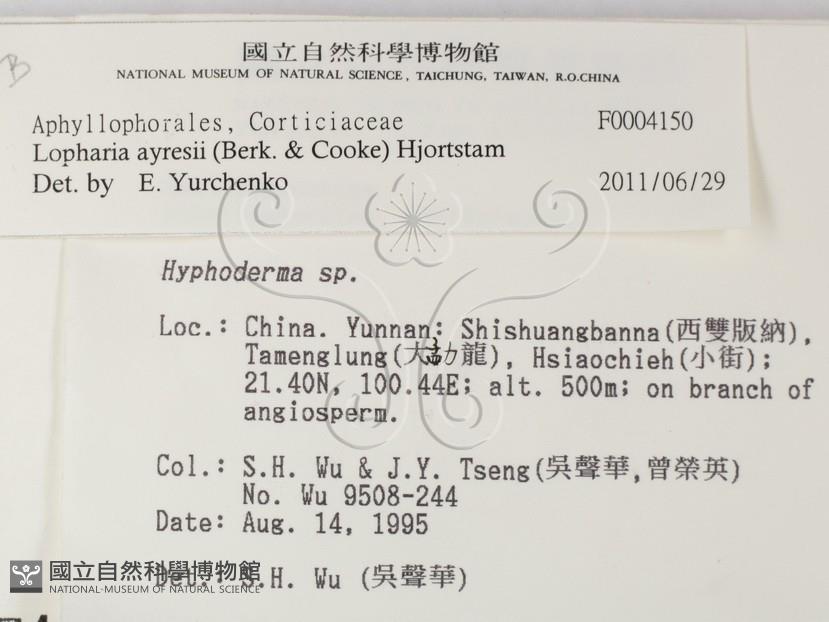 B
國立自然科學博物館
NATIONAL MUSEUM OF NATURAL SCIENCE, TAICHUNG, TAIWAN, R.O.CHINA
Aphyllophorales, Corticiaceae F0004150
Lopharia ayresii (Berk. & Cooke) Hjortstam
Det. by E. Yurchenko 2011/06/29
Hyphoderma sp.
Loc.: China. Yunnan: Shishuangbanna(西雙版納),
Tamenglung(大勐龍), Hsiaochieh(小街);
21.40N, 100.44E; alt. 500m; on branch of
angiosperm.
Col.: S.H. Wu & J.Y. Tseng(吳聲華,曾榮英)
No. Wu 9508-244
Date: Aug. 14, 1995
Det.: S.H. Wu (吳聲華)
國立自然科學博物館
NATIONAL MUSEUM OF NATURAL SCIENCE